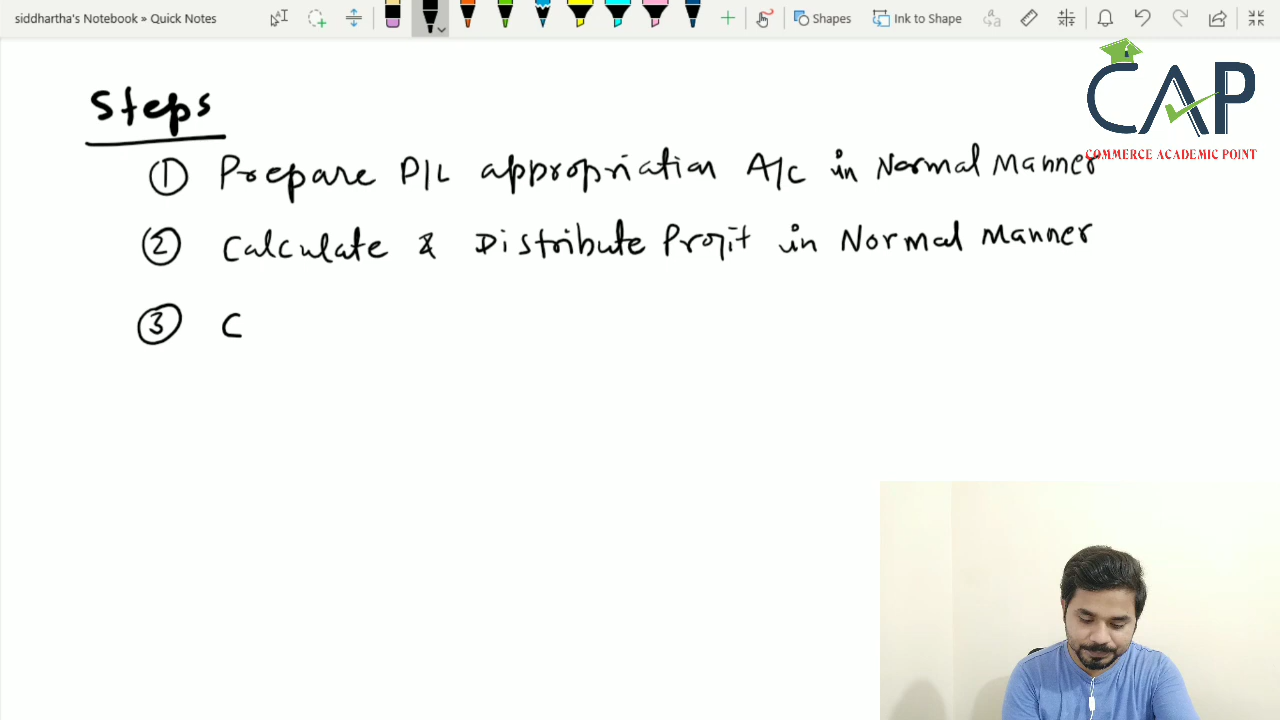 siddhartha's Notebook » Quick Notes
Shapes
Ink to Shape
CAP
COMMERCE ACADEMIC POINT
Steps
① Prepare P/L appropriation A/c in Normal Manner
② Calculate & Distribute Profit in Normal Manner
③ C